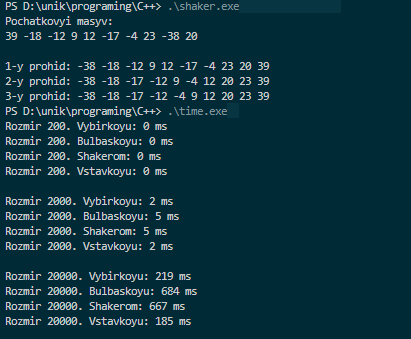 PS D:\unik\programing\C++> .\shaker.exe
Pochatkovyi masyv:
39 -18 -12 9 12 -17 -4 23 -38 20
1-y prohid: -38 -18 -12 9 12 -17 -4 23 20 39
2-y prohid: -38 -18 -17 -12 9 -4 12 20 23 39
3-y prohid: -38 -18 -17 -12 -4 9 12 20 23 39
PS D:\unik\programing\C++> .\time.exe
Rozmir 200. Vybirkoyu: 0 ms
Rozmir 200. Bulbaskoyu: 0 ms
Rozmir 200. Shakerom: 0 ms
Rozmir 200. Vstavkoyu: 0 ms
Rozmir 2000. Vybirkoyu: 2 ms
Rozmir 2000. Bulbaskoyu: 5 ms
Rozmir 2000. Shakerom: 5 ms
Rozmir 2000. Vstavkoyu: 2 ms
Rozmir 20000. Vybirkoyu: 219 ms
Rozmir 20000. Bulbaskoyu: 684 ms
Rozmir 20000. Shakerom: 667 ms
Rozmir 20000. Vstavkoyu: 185 ms